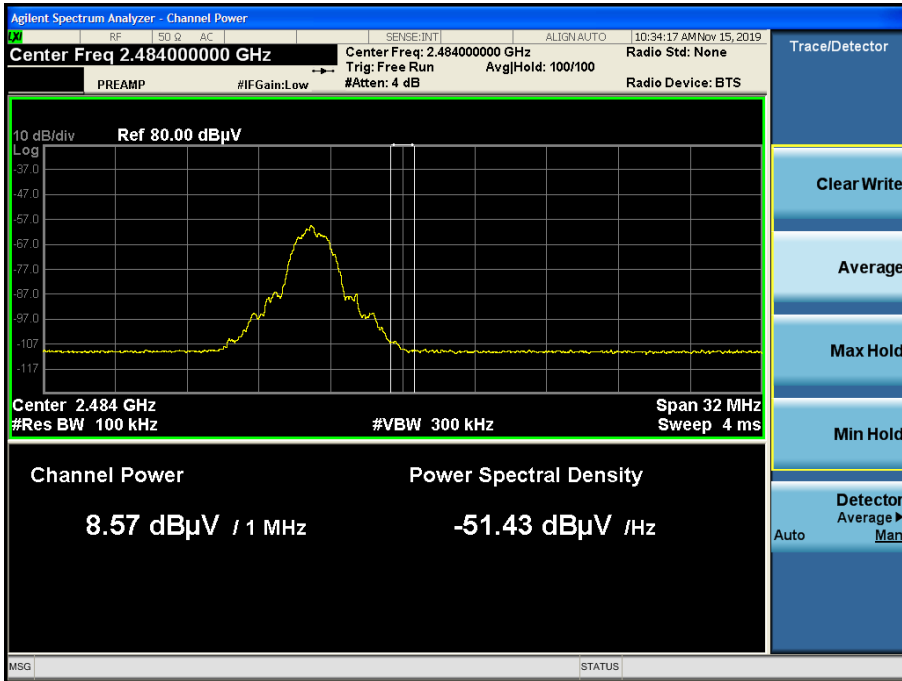 Agilent Spectrum Analyzer - Channel Power
LXI RF 50 Ω AC SENSE:INT ALIGN AUTO 10:34:17 AM Nov 15, 2019
Center Freq 2.484000000 GHz
Center Freq: 2.484000000 GHz
Radio Std: None
Trig: Free Run Avg|Hold: 100/100
PREAMP #IFGain:Low #Atten: 4 dB Radio Device: BTS
10 dB/div Ref 80.00 dBµV
Log
-37.0
-47.0
-57.0
-67.0
-77.0
-87.0
-97.0
-107
-117
Center 2.484 GHz Span 32 MHz
#Res BW 100 kHz #VBW 300 kHz Sweep 4 ms
Channel Power Power Spectral Density
8.57 dBµV / 1 MHz -51.43 dBµV /Hz
MSG STATUS
Trace/Detector
Clear Write
Average
Max Hold
Min Hold
Detector
Average
Auto Man